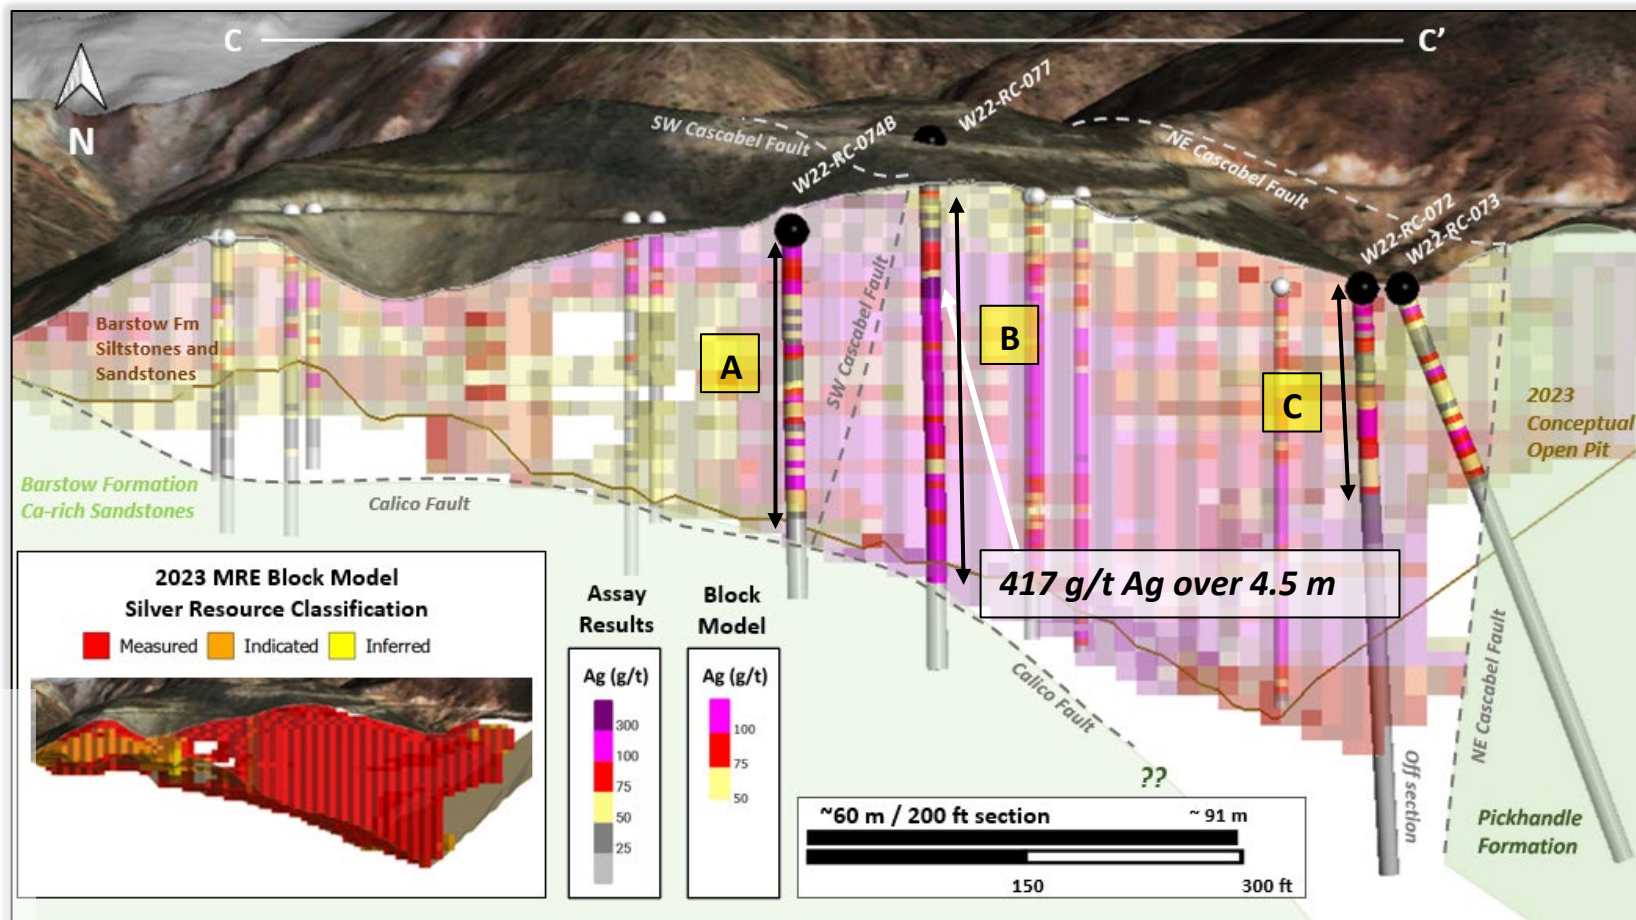 C
C'
N
SW Cascabel Fault
W22-RC-074B
W22-RC-077
NE Cascabel Fault
W22-RC-072
W22-RC-073
Barstow Fm
Siltstones and
Sandstones
A
SW Cascabel Fault
B
C
2023
Conceptual
Open Pit
Barstow Formation
Ca-rich Sandstones
Calico Fault
417 g/t Ag over 4.5 m
2023 MRE Block Model
Silver Resource Classification
Measured
Indicated
Inferred
Assay
Results
Ag (g/t)
300
100
75
50
25
Block
Model
Ag (g/t)
100
75
50
Calico Fault
??
Off section
NE Cascabel Fault
Pickhandle
Formation
~60 m / 200 ft section
~ 91 m
150
300 ft